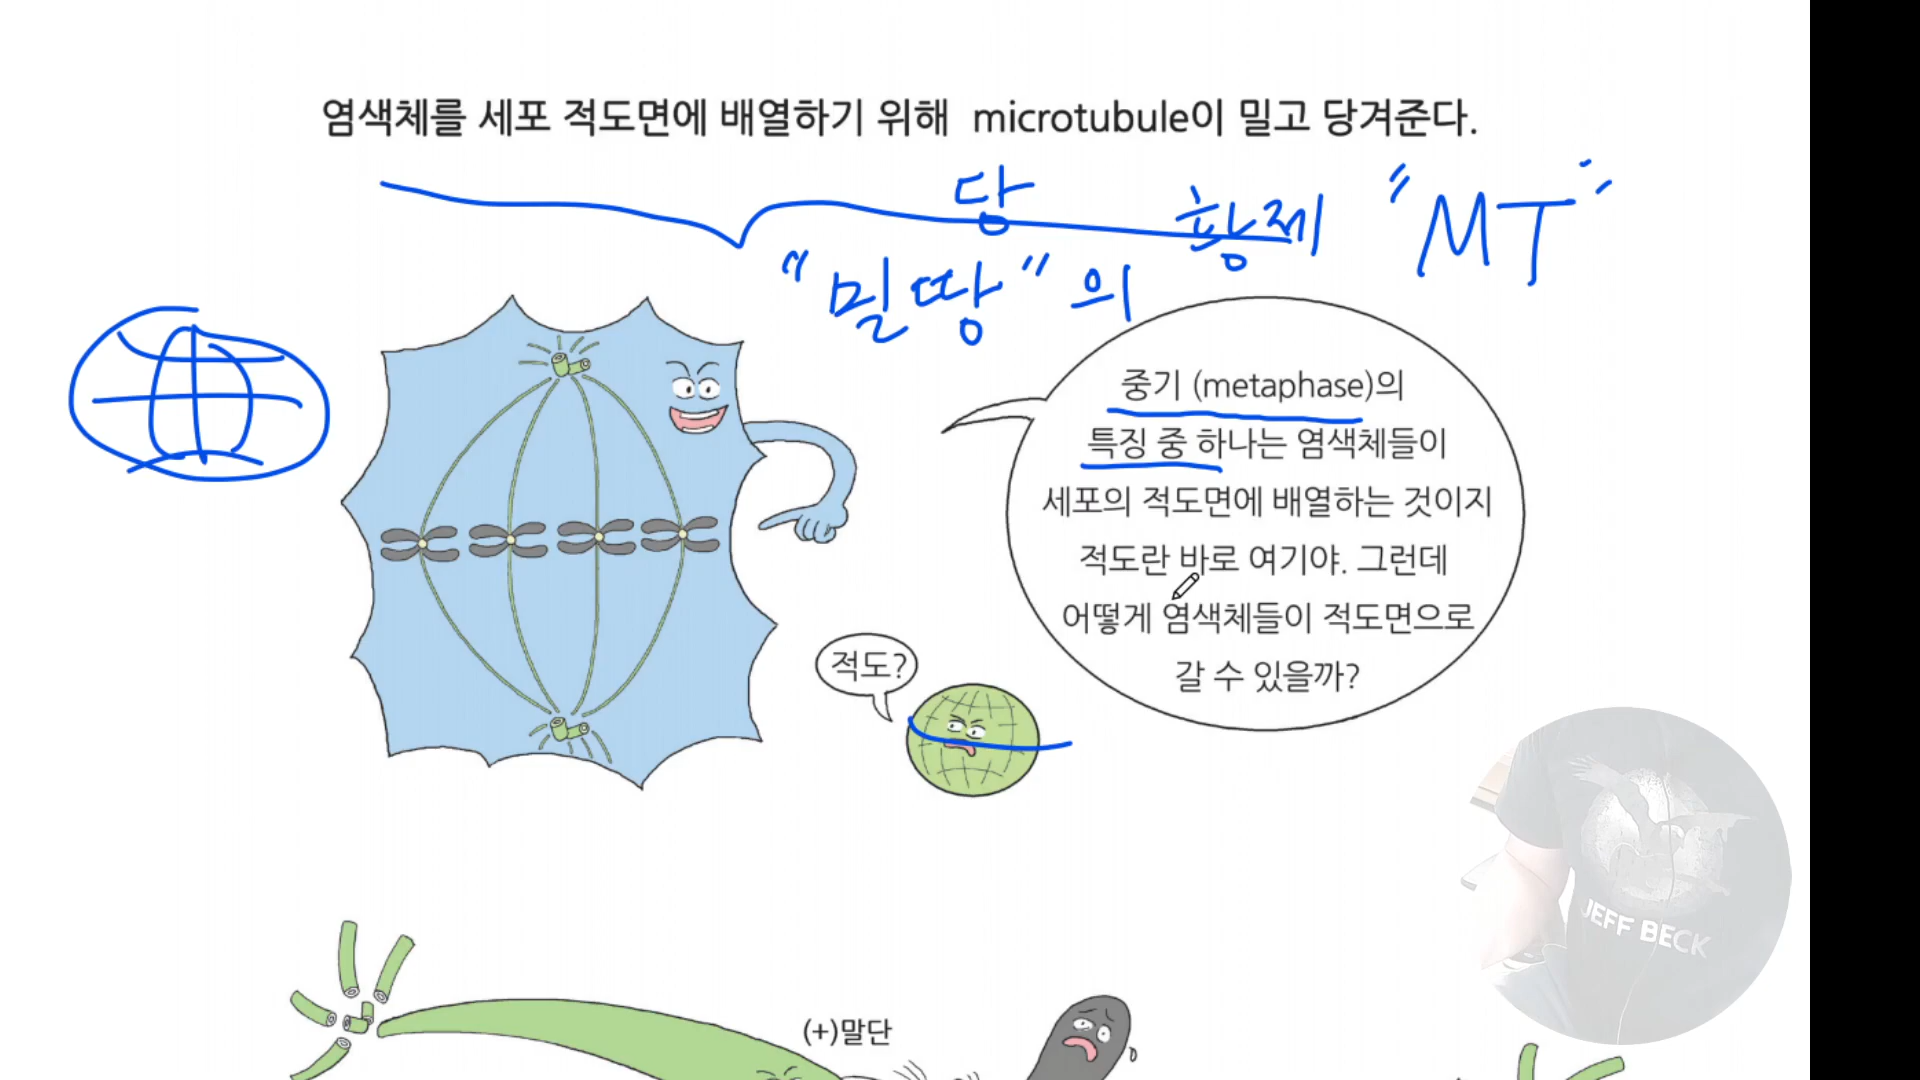 염색체를 세포 적도면에 배열하기 위해 microtubule이 밀고 당겨준다.
당
"밀땅"의 황제 "MT"
중기 (metaphase)의
특징 중 하나는 염색체들이
세포의 적도면에 배열하는 것이지
적도란 바로 여기야. 그런데
어떻게 염색체들이 적도면으로
갈 수 있을까?
적도?
JEFF BECK
(+)말단